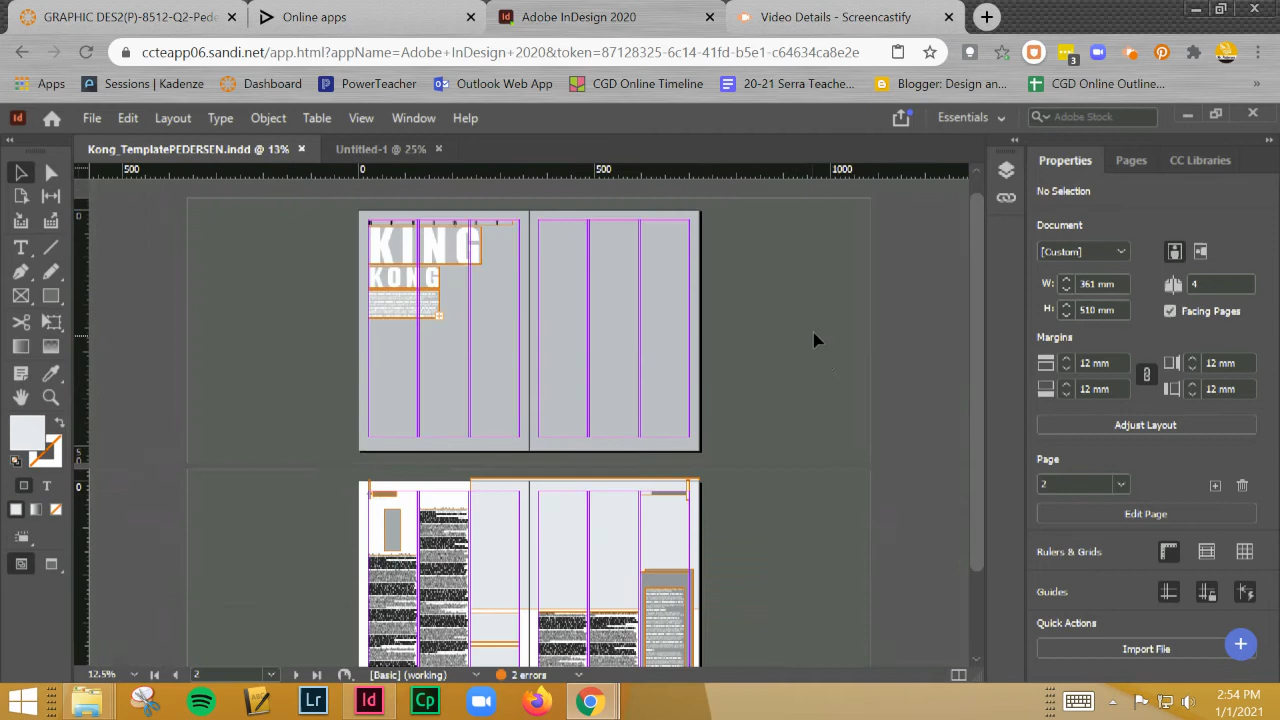 GRAPHIC DES2(P)-8512-Q2-Pede
Online apps
Adobe InDesign 2020
Video Details - Screencastify
ccteapp06.sandi.net/app.html?appName=Adobe+InDesign+2020&token=87128325-6c14-41fd-b5e1-c64634ca8e2e
3
Apps
Sessions | Kaseya
Dashboard
PowerTeacher
Outlook Web App
CGD Online Timeline
20-21 Serra Teache...
Blogger: Design an...
CGD Online Outline...
File Edit Layout Type Object Table View Window Help
Essentials
Adobe Stock
Kong_TemplatePEDERSEN.indd @ 13%
Untitled-1 @ 25%
500 0 500 1000
Properties
Pages
CC Libraries
No Selection
Document
[Custom]
W: 361 mm 4
H: 510 mm Facing Pages
Margins
12 mm 12 mm
12 mm 12 mm
Adjust Layout
Page
2
Edit Page
Rulers & Grids
Guides
Quick Actions
Import File
KING
KONG
12.5% 2 [Basic] (working) 2 errors
Lr Id Cp
2:54 PM
1/1/2021